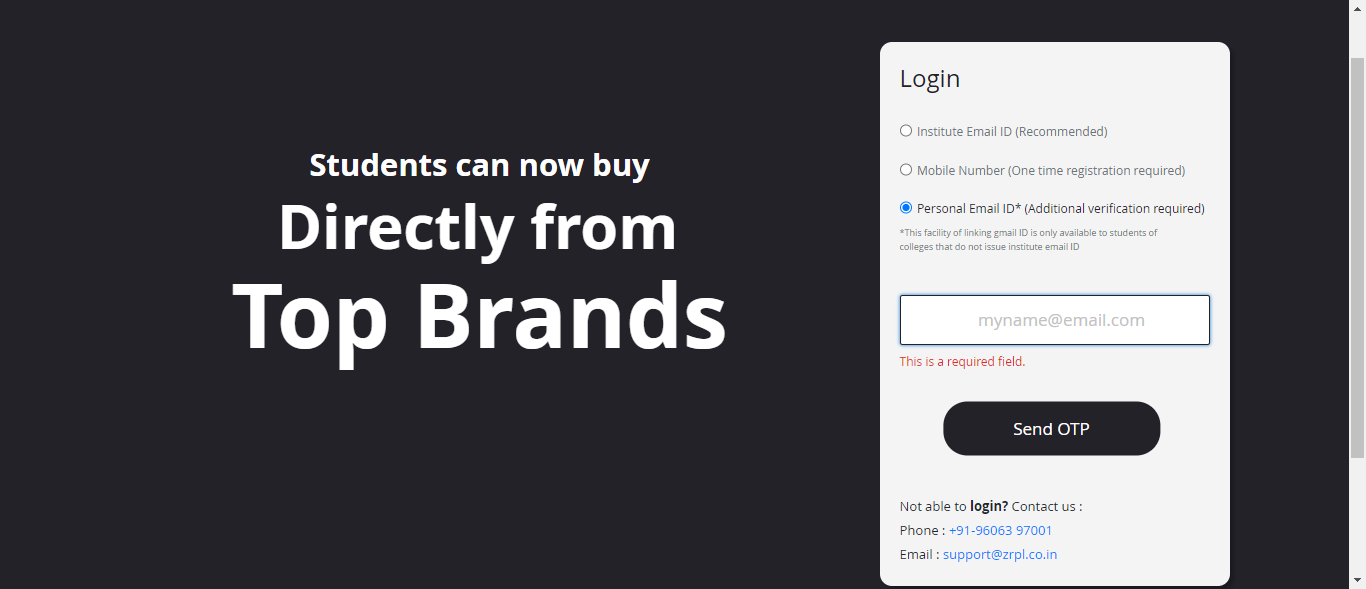 Students can now buy
Directly from
Top Brands
Login
Institute Email ID (Recommended)
Mobile Number (One time registration required)
Personal Email ID* (Additional verification required)
*This facility of linking gmail ID is only available to students of
colleges that do not issue institute email ID
myname@email.com
This is a required field.
Send OTP
Not able to login? Contact us :
Phone : +91-96063 97001
Email : support@zrpl.co.in